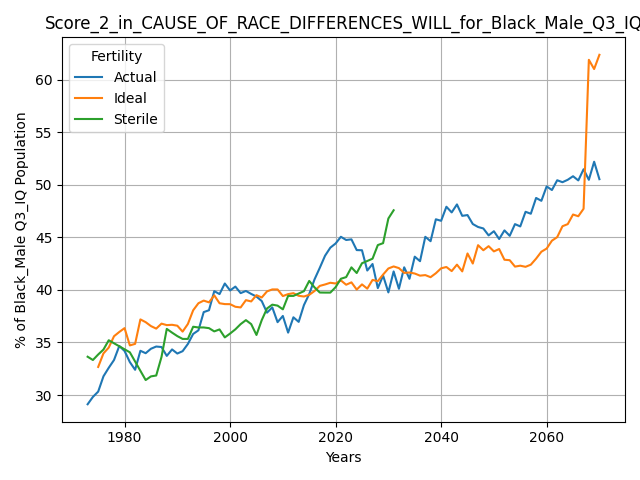 Score_2_in_CAUSE_OF_RACE_DIFFERENCES_WILL_for_Black_Male_Q3_IQ
Fertility
Actual
Ideal
Sterile
% of Black_Male Q3_IQ Population
60
55
50
45
40
35
30
1980 2000 2020 2040 2060
Years